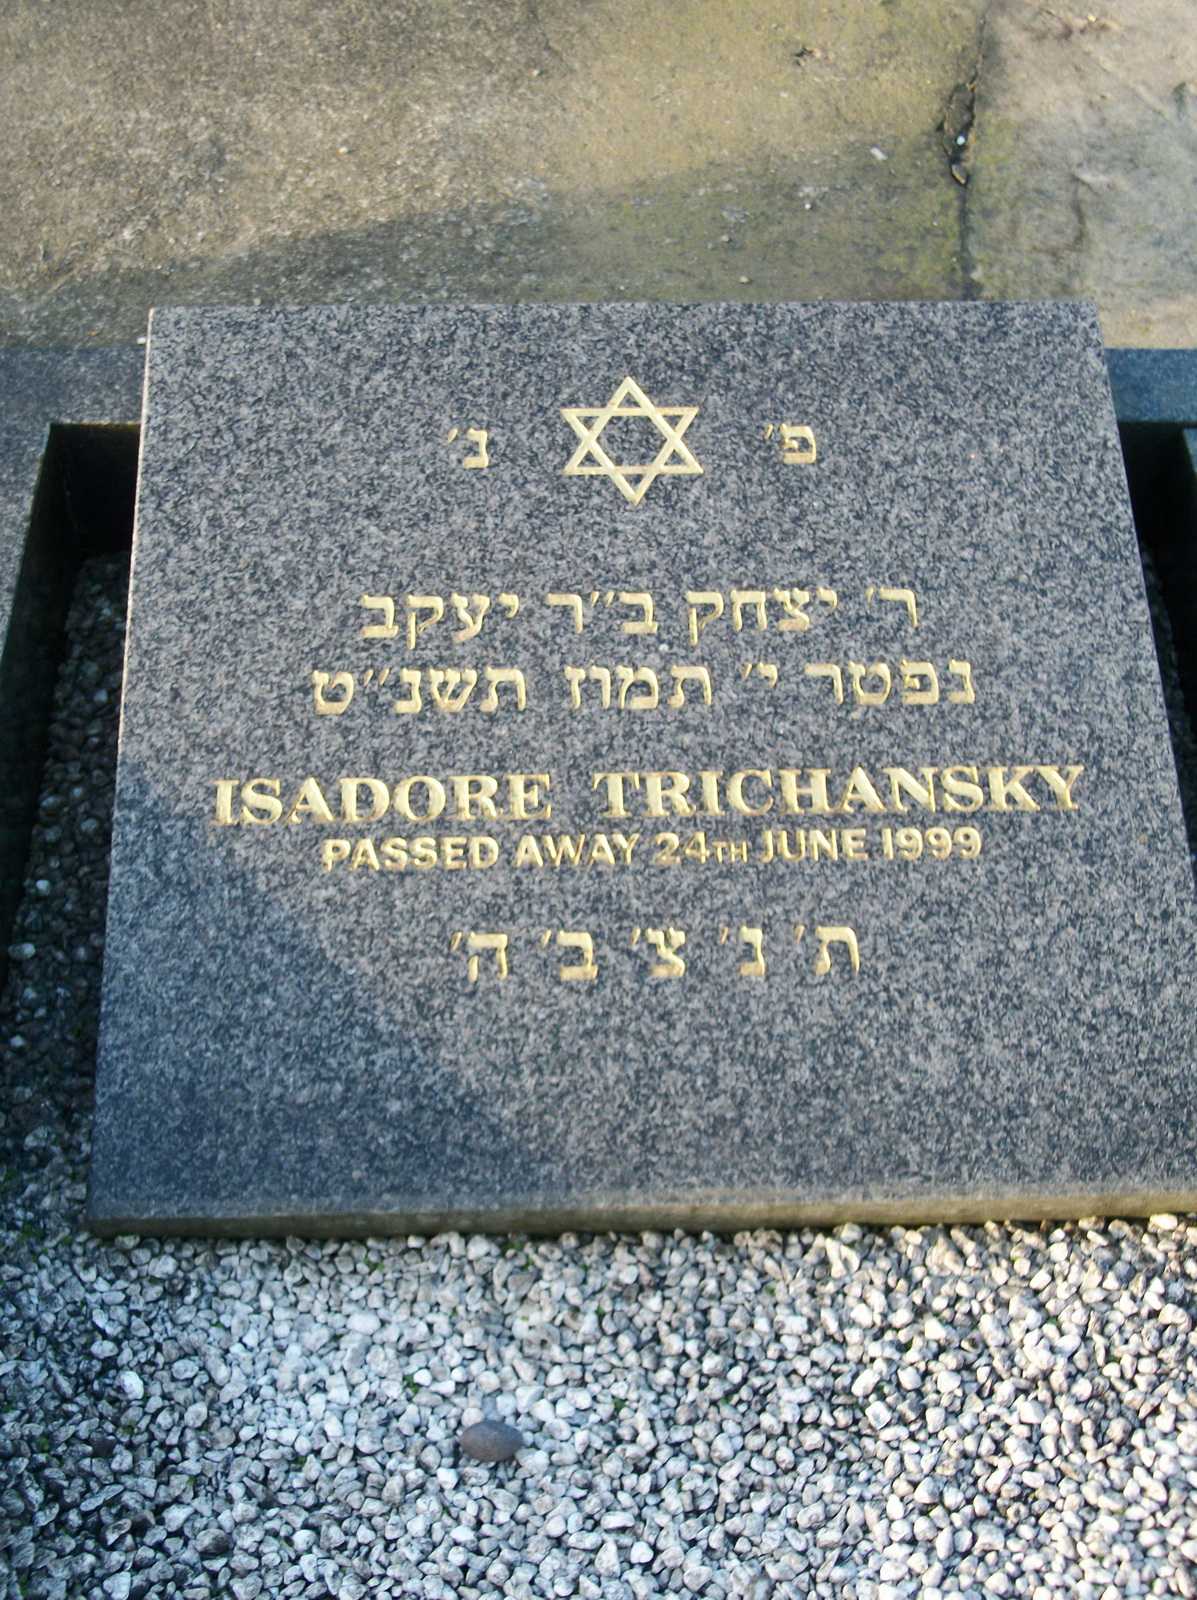 פ׳ נ׳
ר׳ יצחק ב״ר יעקב
נפטר י׳ תמוז תשנ״ט
ISADORE TRICHANSKY
PASSED AWAY 24TH JUNE 1999
ת׳ נ׳ צ׳ ב׳ ה׳